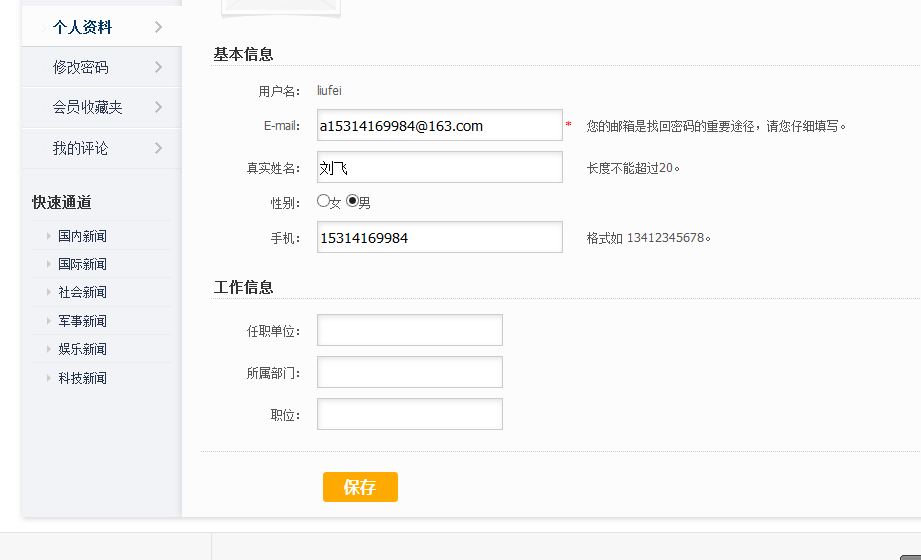 个人资料
修改密码
会员收藏夹
我的评论
快速通道
国内新闻
国际新闻
社会新闻
军事新闻
娱乐新闻
科技新闻
基本信息
用户名： liufei
E-mail： a15314169984@163.com * 您的邮箱是找回密码的重要途径，请您仔细填写。
真实姓名： 刘飞 长度不能超过20。
性别： 女 男
手机： 15314169984 格式如 13412345678。
工作信息
任职单位：
所属部门：
职位：
保存